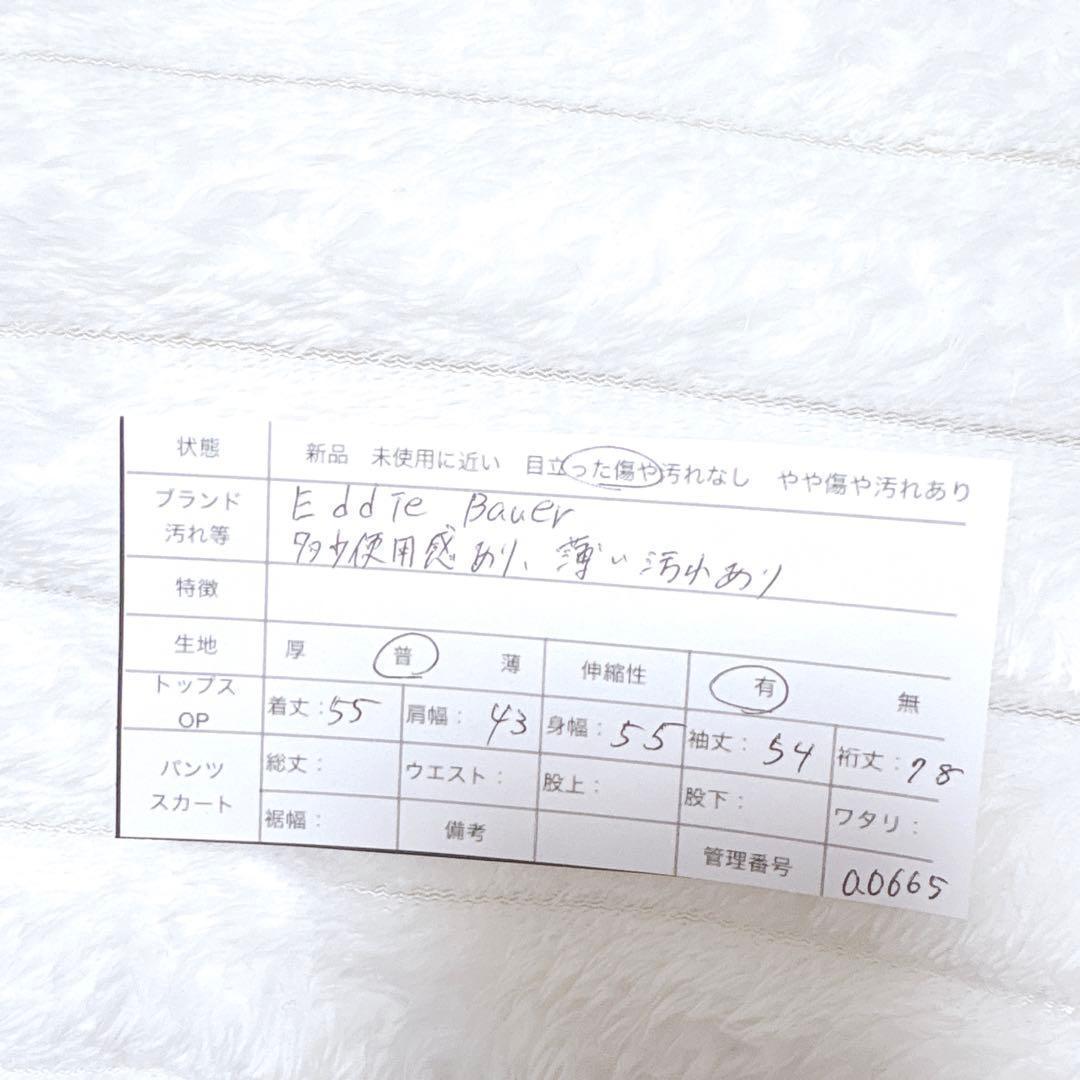 状態 新品 未使用に近い 目立った傷や汚れなし やや傷や汚れあり
ブランド Eddie Bauer
汚れ等 多少使用感あり、薄い汚れあり
特徴
生地 厚 普 薄 伸縮性 有 無
トップス OP 着丈：55 肩幅： 43 身幅：55 袖丈：54 裄丈：78
パンツ 総丈： ウエスト： 股上： 股下： ワタリ：
スカート 裾幅： 備考 管理番号 a0665